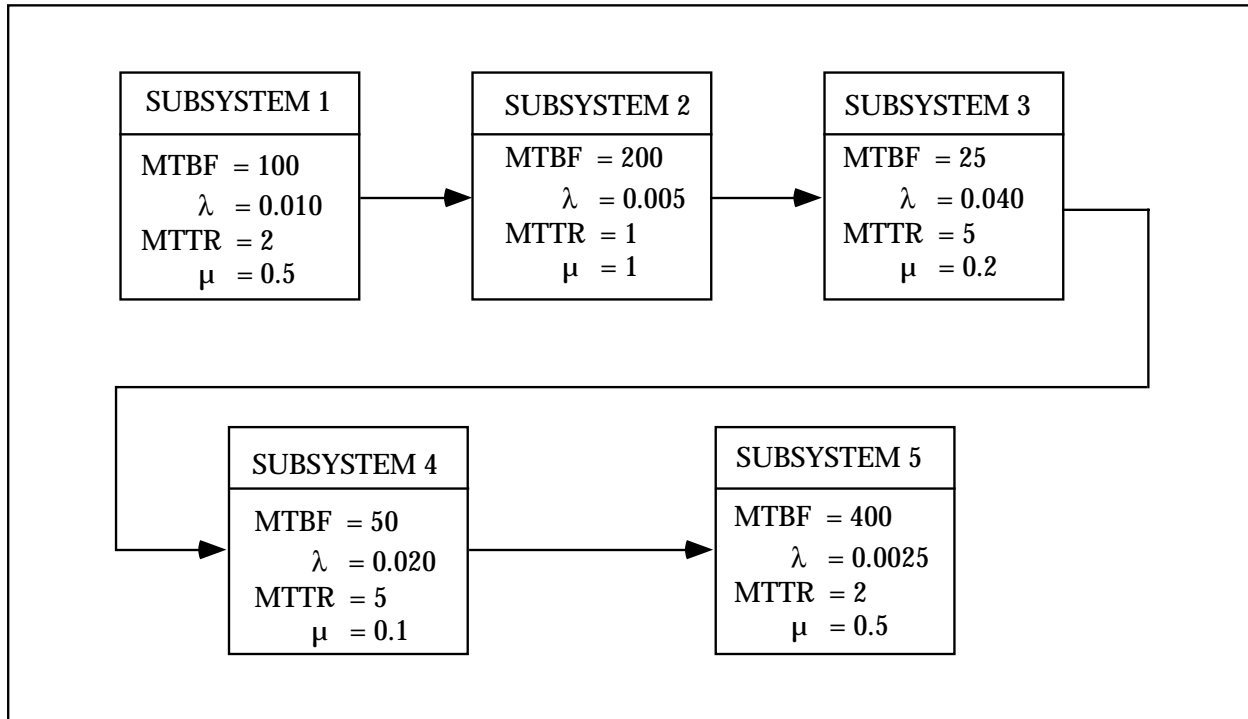 SUBSYSTEM 1
MTBF = 100
λ = 0.010
MTTR = 2
μ = 0.5
SUBSYSTEM 2
MTBF = 200
λ = 0.005
MTTR = 1
μ = 1
SUBSYSTEM 3
MTBF = 25
λ = 0.040
MTTR = 5
μ = 0.2
SUBSYSTEM 4
MTBF = 50
λ = 0.020
MTTR = 5
μ = 0.1
SUBSYSTEM 5
MTBF = 400
λ = 0.0025
MTTR = 2
μ = 0.5